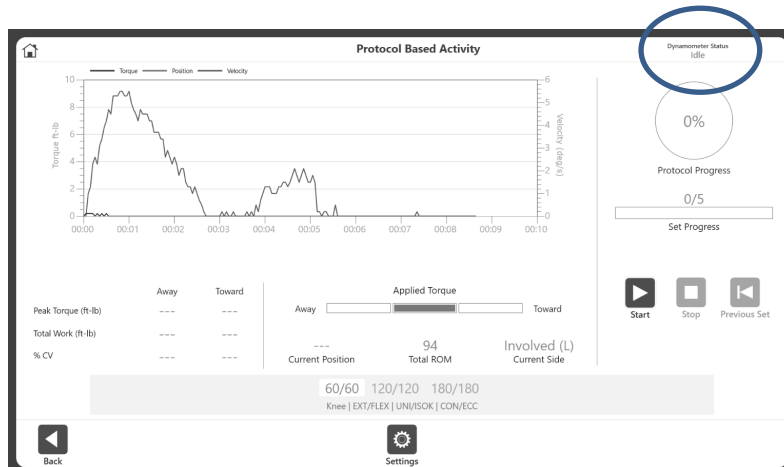 Protocol Based Activity
Dynamometer Status
Idle
Torque Position Velocity
10
8
6
4
2
0
Torque ft-lb
6
5
4
3
2
1
0
Velocity (deg/s)
00:00 00:01 00:02 00:03 00:04 00:05 00:06 00:07 00:08 00:09 00:10
0%
Protocol Progress
0/5
Set Progress
Start Stop Previous Set
Away Toward
Peak Torque (ft-lb) --- ---
Total Work (ft-lb) --- ---
% CV --- ---
Applied Torque
Away Toward
--- 94 Involved (L)
Current Position Total ROM Current Side
60/60 120/120 180/180
Knee | EXT/FLEX | UNI/ISOK | CON/ECC
Back Settings